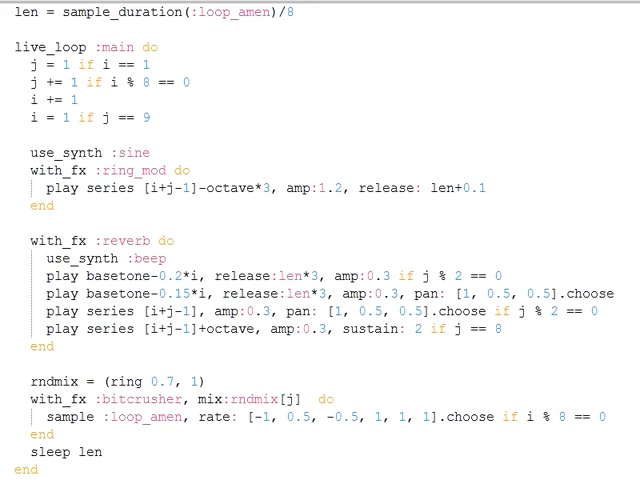 len = sample_duration(:loop_amen)/8
live_loop :main do
j = 1 if i == 1
j += 1 if i % 8 == 0
i += 1
i = 1 if j == 9
use_synth :sine
with_fx :ring_mod do
play series [i+j-1]-octave*3, amp:1.2, release: len+0.1
end
with_fx :reverb do
use_synth :beep
play basetone-0.2*i, release:len*3, amp:0.3 if j % 2 == 0
play basetone-0.15*i, release:len*3, amp:0.3, pan: [1, 0.5, 0.5].choose
play series [i+j-1], amp:0.3, pan: [1, 0.5, 0.5].choose if j % 2 == 0
play series [i+j-1]+octave, amp:0.3, sustain: 2 if j == 8
end
rndmix = (ring 0.7, 1)
with_fx :bitcrusher, mix:rndmix[j]  do
sample :loop_amen, rate: [-1, 0.5, -0.5, 1, 1, 1].choose if i % 8 == 0
end
sleep len
end